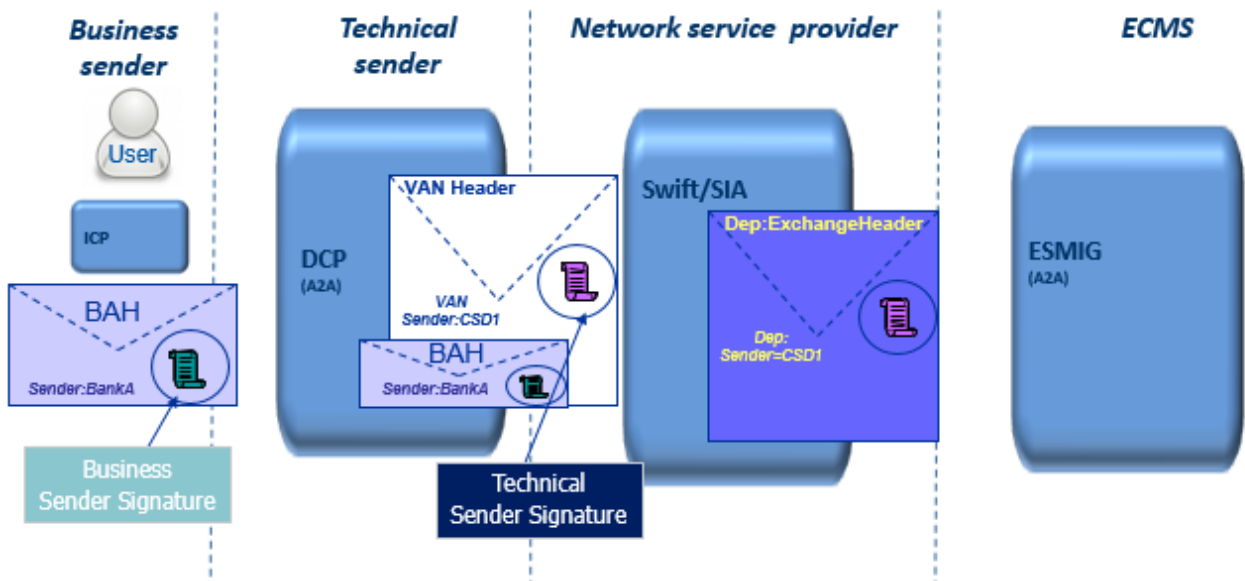 Business
sender
Technical
sender
Network service provider
ECMS
User
ICP
BAH
Sender:BankA
Business
Sender Signature
DCP
(A2A)
VAN Header
VAN
Sender:CSD1
BAH
Sender:BankA
Technical
Sender Signature
Swift/SIA
Dep:ExchangeHeader
Dep:
Sender=CSD1
ESMIG
(A2A)